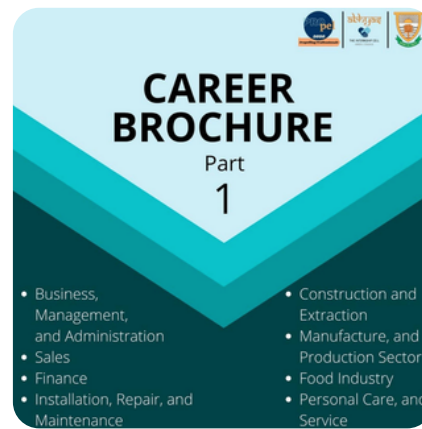 abhyas
CAREER
BROCHURE
Part
1
• Business,
Management,
and Administration
• Sales
• Finance
• Installation, Repair, and
Maintenance
• Construction and
Extraction
• Manufacture, and
Production Sector
• Food Industry
• Personal Care, and
Service